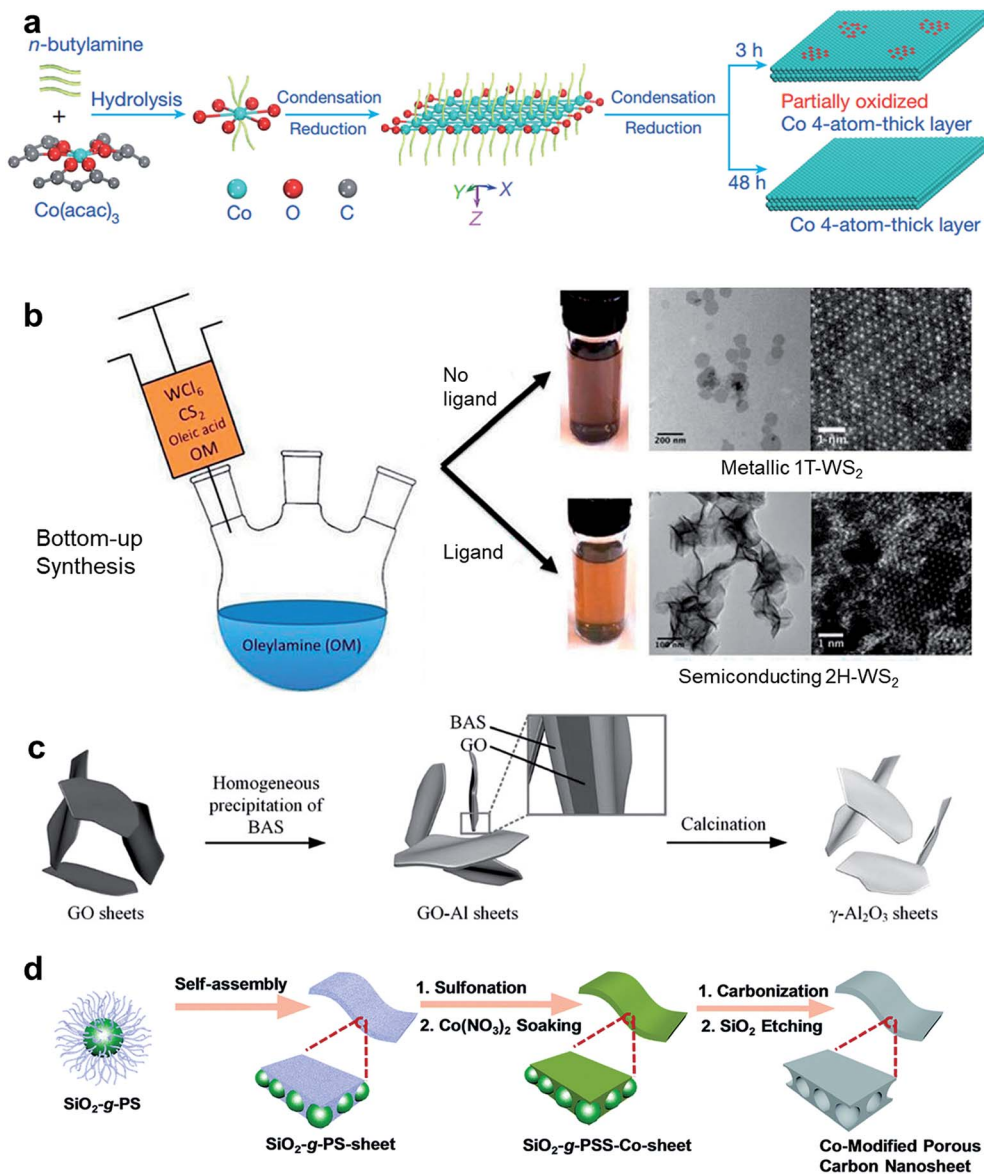 a
n-butylamine
+
Co(acac)₃
Hydrolysis
Condensation
Reduction
Co
O
C
Y
X
Z
Condensation
Reduction
3 h
Partially oxidized
Co 4-atom-thick layer
48 h
Co 4-atom-thick layer
b
WCl₆
CS₂
Oleic acid
OM
Bottom-up
Synthesis
Oleylamine (OM)
No
ligand
Ligand
200 nm
1 nm
Metallic 1T-WS₂
100 nm
1 nm
Semiconducting 2H-WS₂
c
GO sheets
Homogeneous
precipitation of
BAS
BAS
GO
GO-Al sheets
Calcination
γ-Al₂O₃ sheets
d
SiO₂-g-PS
Self-assembly
SiO₂-g-PS-sheet
1. Sulfonation
2. Co(NO₃)₂ Soaking
SiO₂-g-PSS-Co-sheet
1. Carbonization
2. SiO₂ Etching
Co-Modified Porous
Carbon Nanosheet